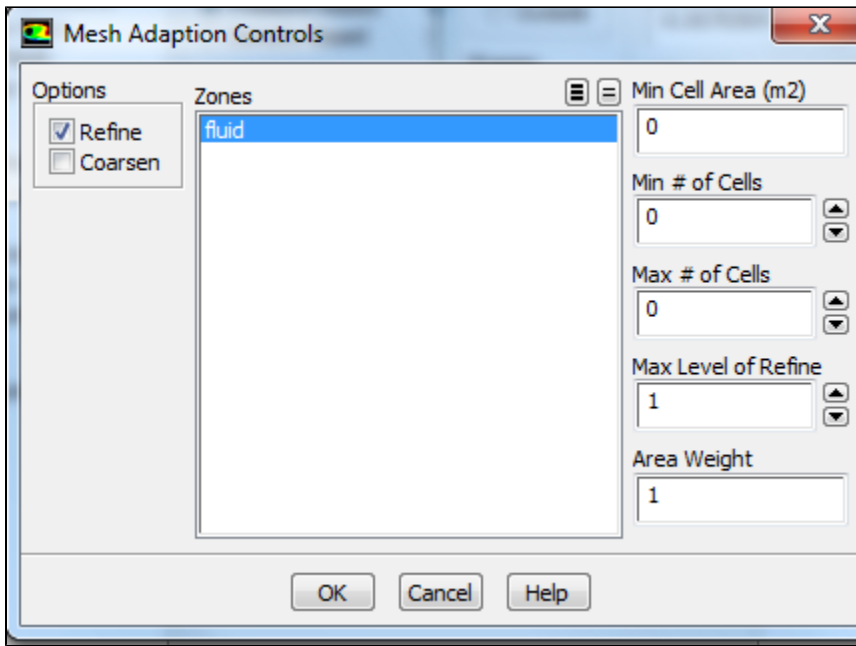 Mesh Adaption Controls
Options
Refine
Coarsen
Zones
fluid
Min Cell Area (m2)
0
Min # of Cells
0
Max # of Cells
0
Max Level of Refine
1
Area Weight
1
OK
Cancel
Help